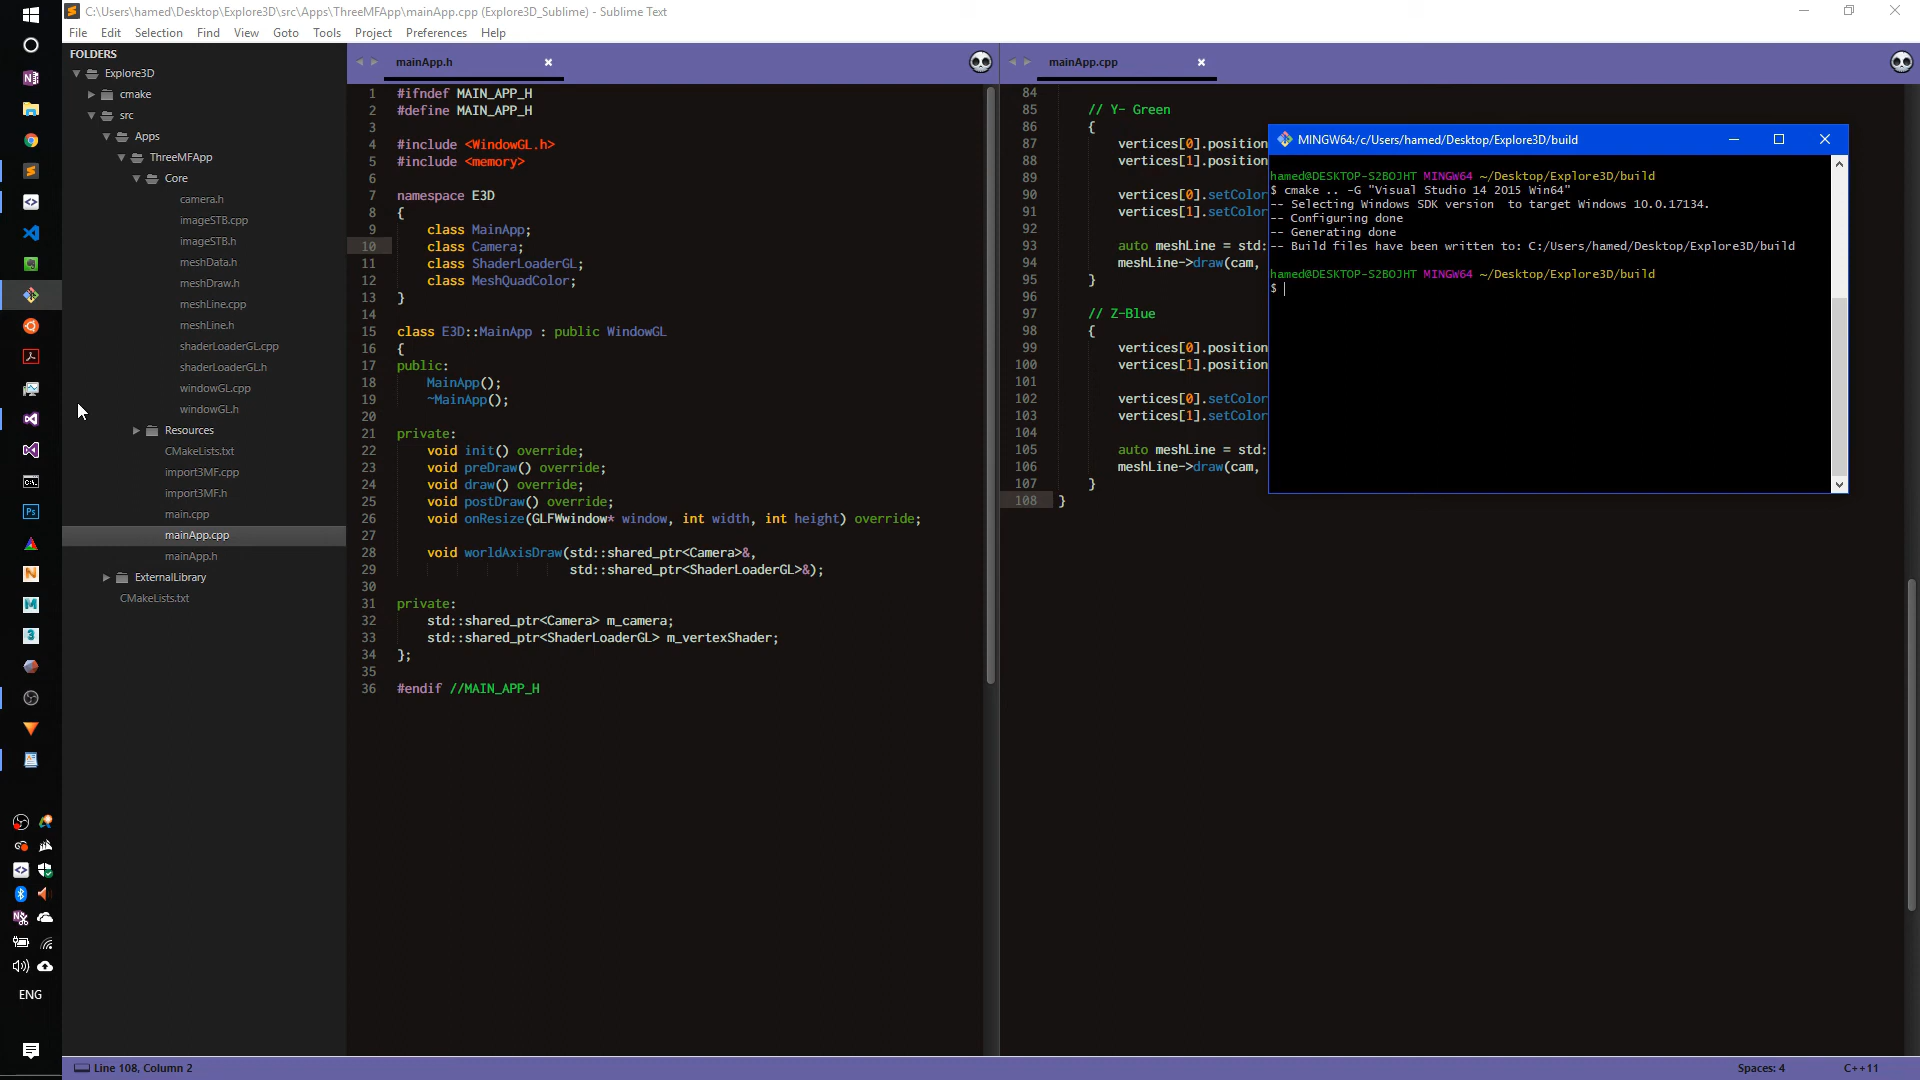 C:\Users\hamed\Desktop\Explore3D\src\Apps\ThreeMFApp\mainApp.cpp (Explore3D_Sublime) - Sublime Text
File Edit Selection Find View Goto Tools Project Preferences Help
FOLDERS
Explore3D
cmake
src
Apps
ThreeMFApp
Core
camera.h
imageSTB.cpp
imageSTB.h
meshData.h
meshDraw.h
meshLine.cpp
meshLine.h
shaderLoaderGL.cpp
shaderLoaderGL.h
windowGL.cpp
windowGL.h
Resources
CMakeLists.txt
import3MF.cpp
import3MF.h
main.cpp
mainApp.cpp
mainApp.h
ExternalLibrary
CMakeLists.txt
mainApp.h
1 #ifndef MAIN_APP_H
2 #define MAIN_APP_H
3
4 #include <WindowGL.h>
5 #include <memory>
6
7 namespace E3D
8 {
9 class MainApp;
10 class Camera;
11 class ShaderLoaderGL;
12 class MeshQuadColor;
13 }
14
15 class E3D::MainApp : public WindowGL
16 {
17 public:
18 MainApp();
19 ~MainApp();
20
21 private:
22 void init() override;
23 void preDraw() override;
24 void draw() override;
25 void postDraw() override;
26 void onResize(GLFWwindow* window, int width, int height) override;
27
28 void worldAxisDraw(std::shared_ptr<Camera>&,
29 std::shared_ptr<ShaderLoaderGL>&);
30
31 private:
32 std::shared_ptr<Camera> m_camera;
33 std::shared_ptr<ShaderLoaderGL> m_vertexShader;
34 };
35
36 #endif //MAIN_APP_H
mainApp.cpp
84
85 // Y- Green
86 {
87 vertices[0].position
88 vertices[1].position
89
90 vertices[0].setColor
91 vertices[1].setColor
92
93 auto meshLine = std:
94 meshLine->draw(cam,
95 }
96
97 // Z-Blue
98 {
99 vertices[0].position
100 vertices[1].position
101
102 vertices[0].setColor
103 vertices[1].setColor
104
105 auto meshLine = std:
106 meshLine->draw(cam,
107 }
108 }
MINGW64:/c/Users/hamed/Desktop/Explore3D/build
hamed@DESKTOP-S2BOJHT MINGW64 ~/Desktop/Explore3D/build
$ cmake .. -G "Visual Studio 14 2015 Win64"
-- Selecting Windows SDK version  to target Windows 10.0.17134.
-- Configuring done
-- Generating done
-- Build files have been written to: C:/Users/hamed/Desktop/Explore3D/build
hamed@DESKTOP-S2BOJHT MINGW64 ~/Desktop/Explore3D/build
$
ENG
Line 108, Column 2
Spaces: 4
C++11